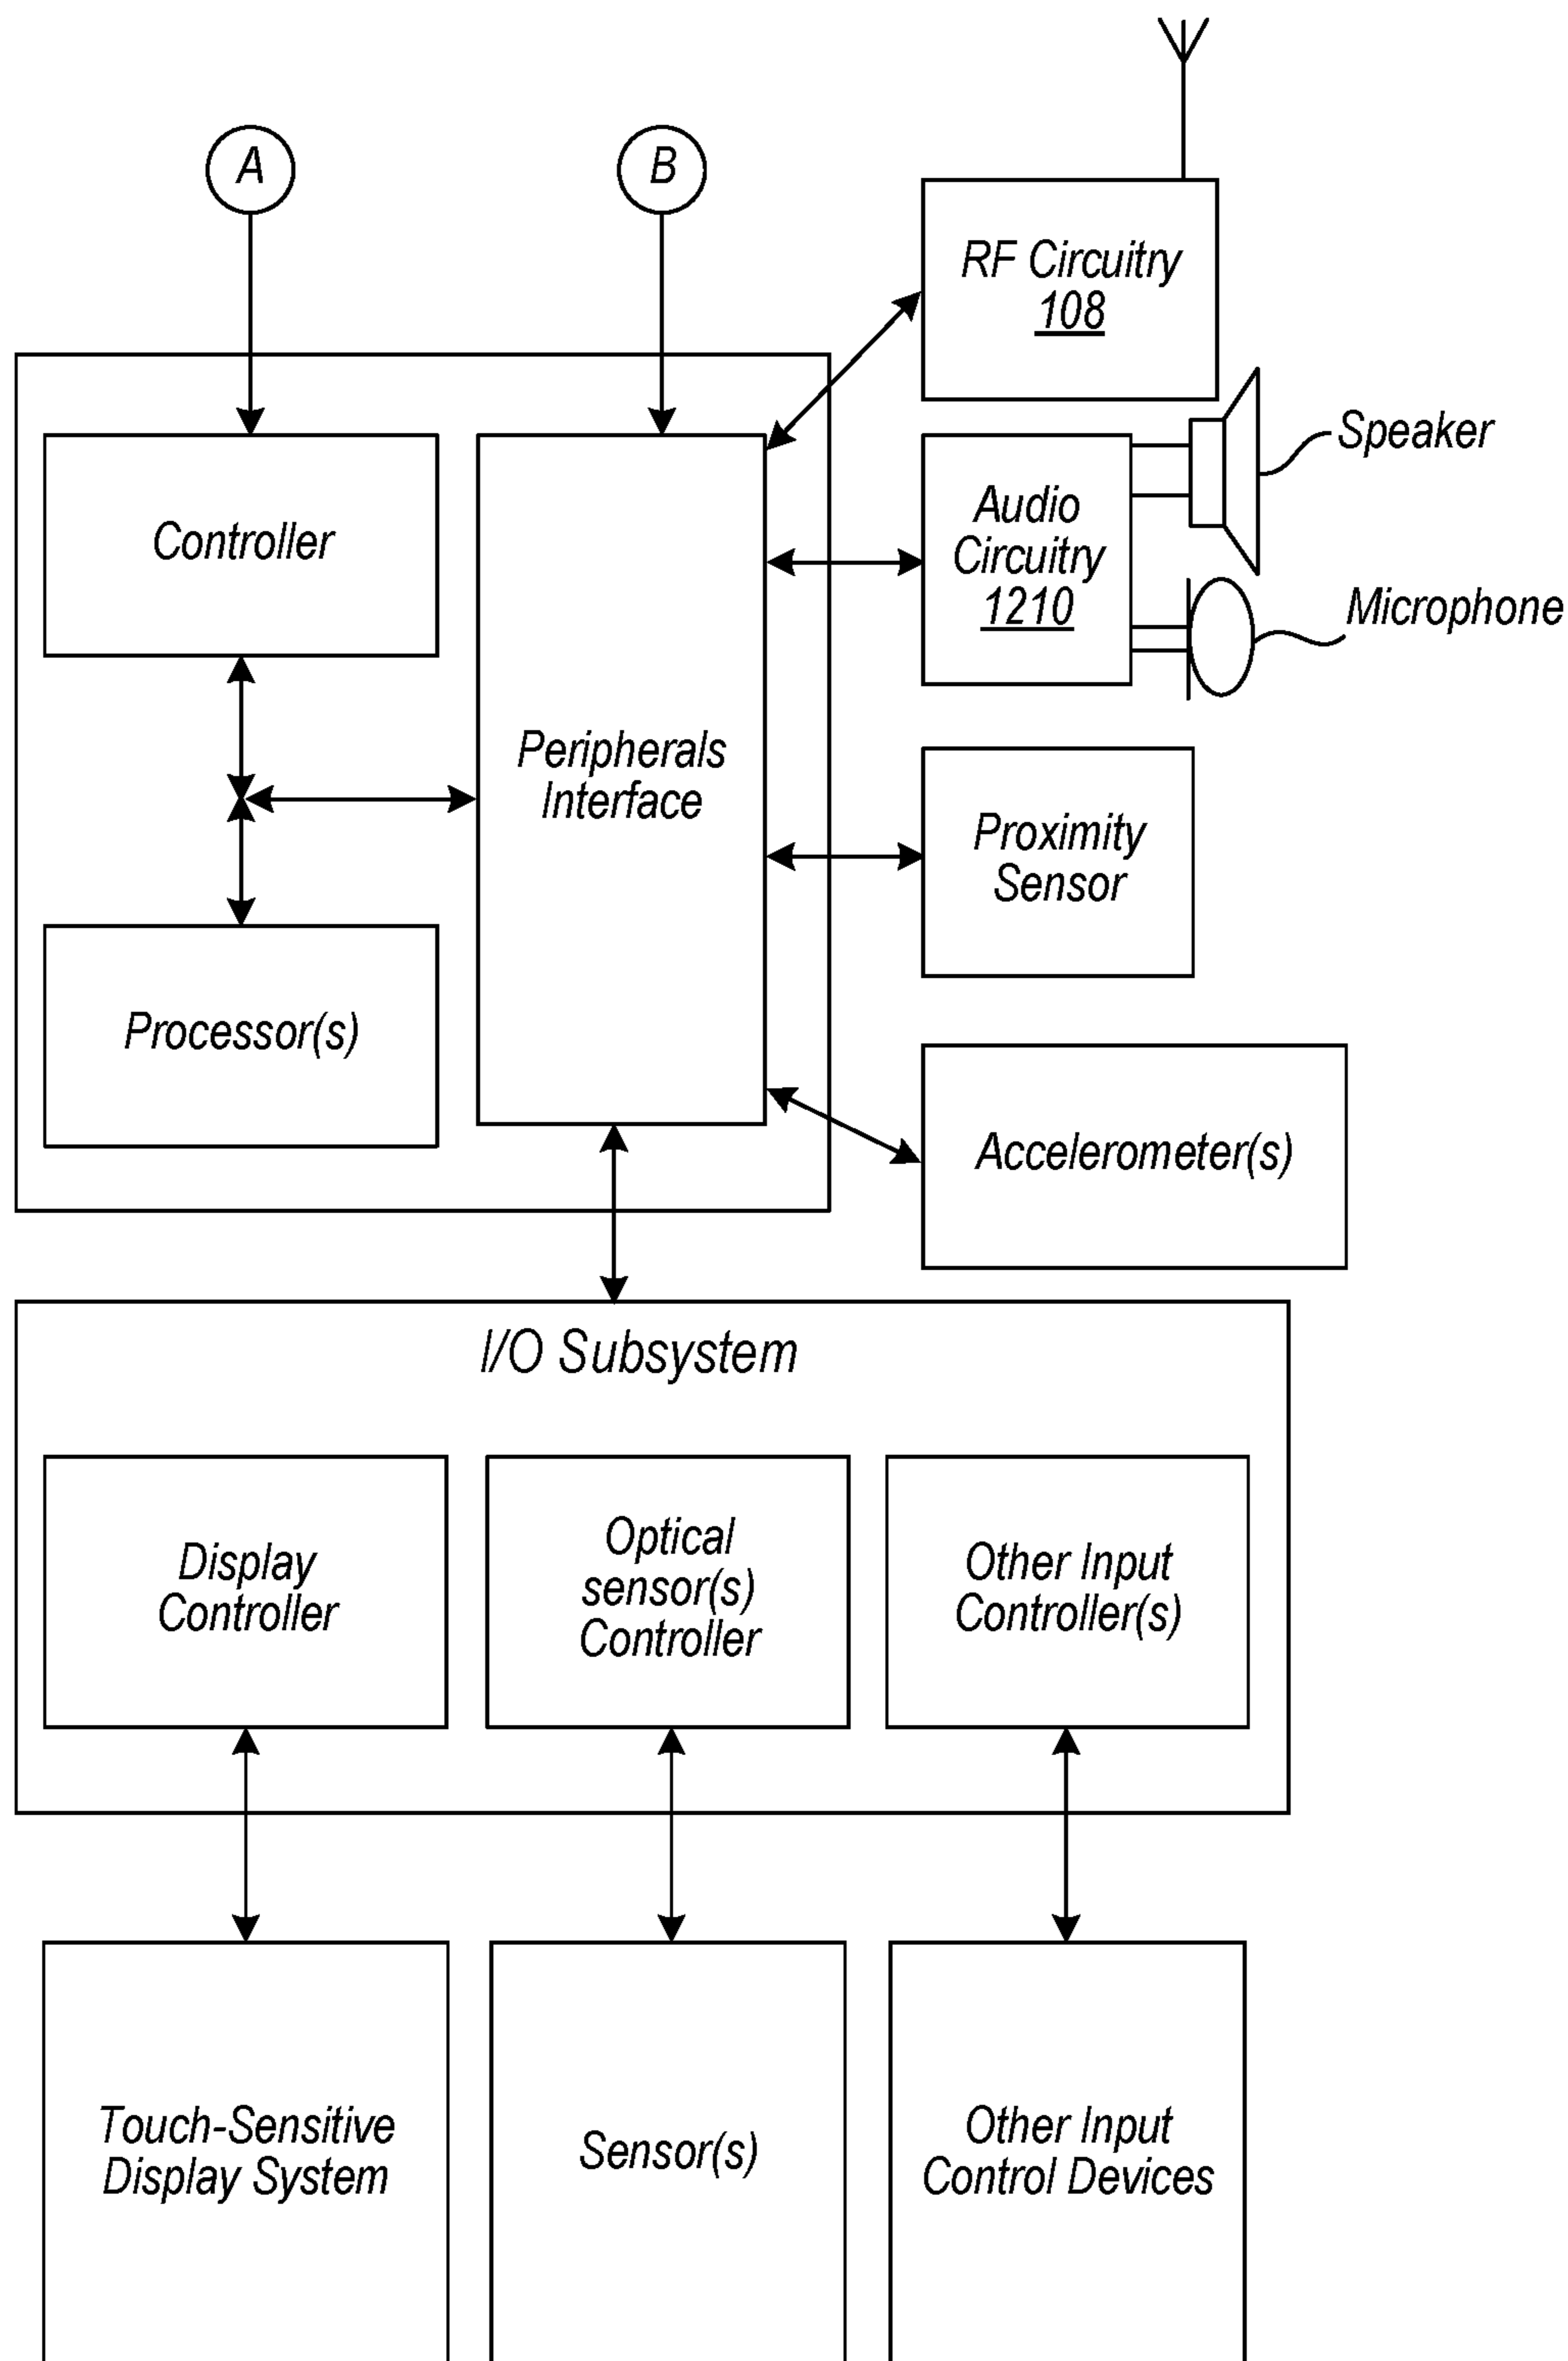 A
B
RF Circuitry
108
Speaker
Controller
Audio
Circuitry
1210
Microphone
Peripherals
Interface
Proximity
Sensor
Processor(s)
Accelerometer(s)
I/O Subsystem
Display
Controller
Optical
sensor(s)
Controller
Other Input
Controller(s)
Touch-Sensitive
Display System
Sensor(s)
Other Input
Control Devices